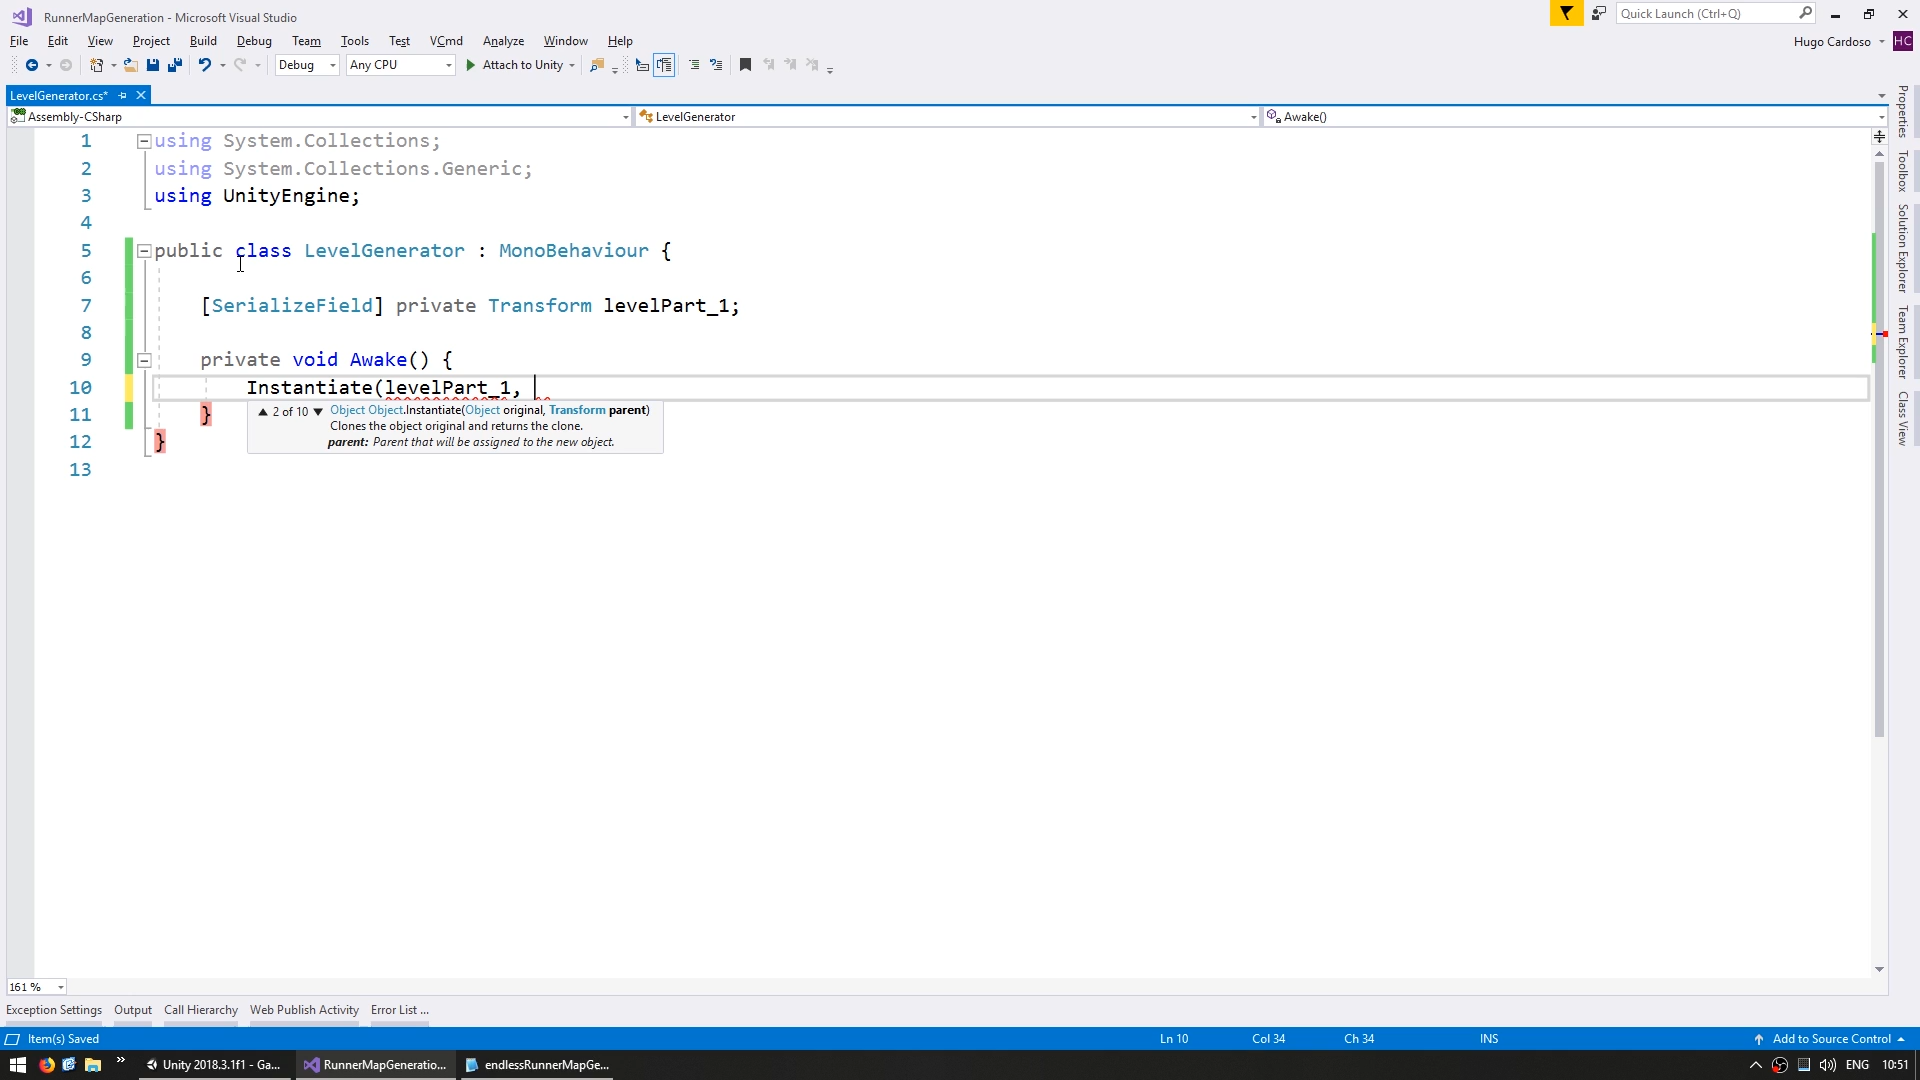 RunnerMapGeneration - Microsoft Visual Studio
Quick Launch (Ctrl+Q)
File Edit View Project Build Debug Team Tools Test VCmd Analyze Window Help
Hugo Cardoso HC
Debug Any CPU Attach to Unity
LevelGenerator.cs*
Assembly-CSharp LevelGenerator Awake()
1 using System.Collections;
2 using System.Collections.Generic;
3 using UnityEngine;
4
5 public class LevelGenerator : MonoBehaviour {
6
7 [SerializeField] private Transform levelPart_1;
8
9 private void Awake() {
10 Instantiate(levelPart_1,
11 }
12 }
13
2 of 10 Object Object.Instantiate(Object original, Transform parent)
Clones the object original and returns the clone.
parent: Parent that will be assigned to the new object.
Properties
Toolbox
Solution Explorer
Team Explorer
Class View
161 %
Exception Settings Output Call Hierarchy Web Publish Activity Error List ...
Item(s) Saved Ln 10 Col 34 Ch 34 INS Add to Source Control
» Unity 2018.3.1f1 - Ga... RunnerMapGeneratio... endlessRunnerMapGe... ENG 10:51